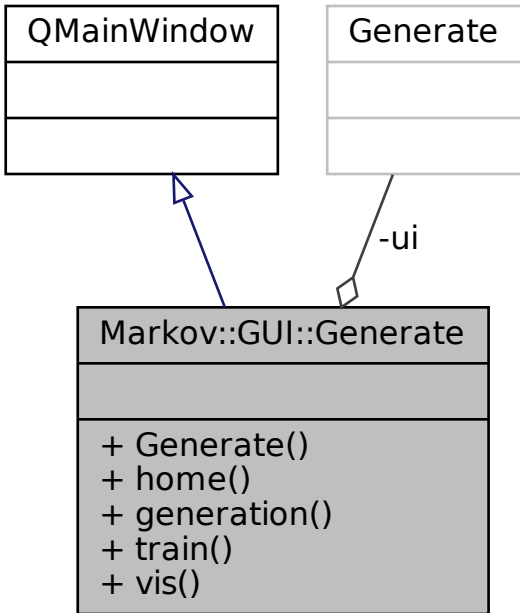 QMainWindow
Generate
-ui
Markov::GUI::Generate
+ Generate()
+ home()
+ generation()
+ train()
+ vis()